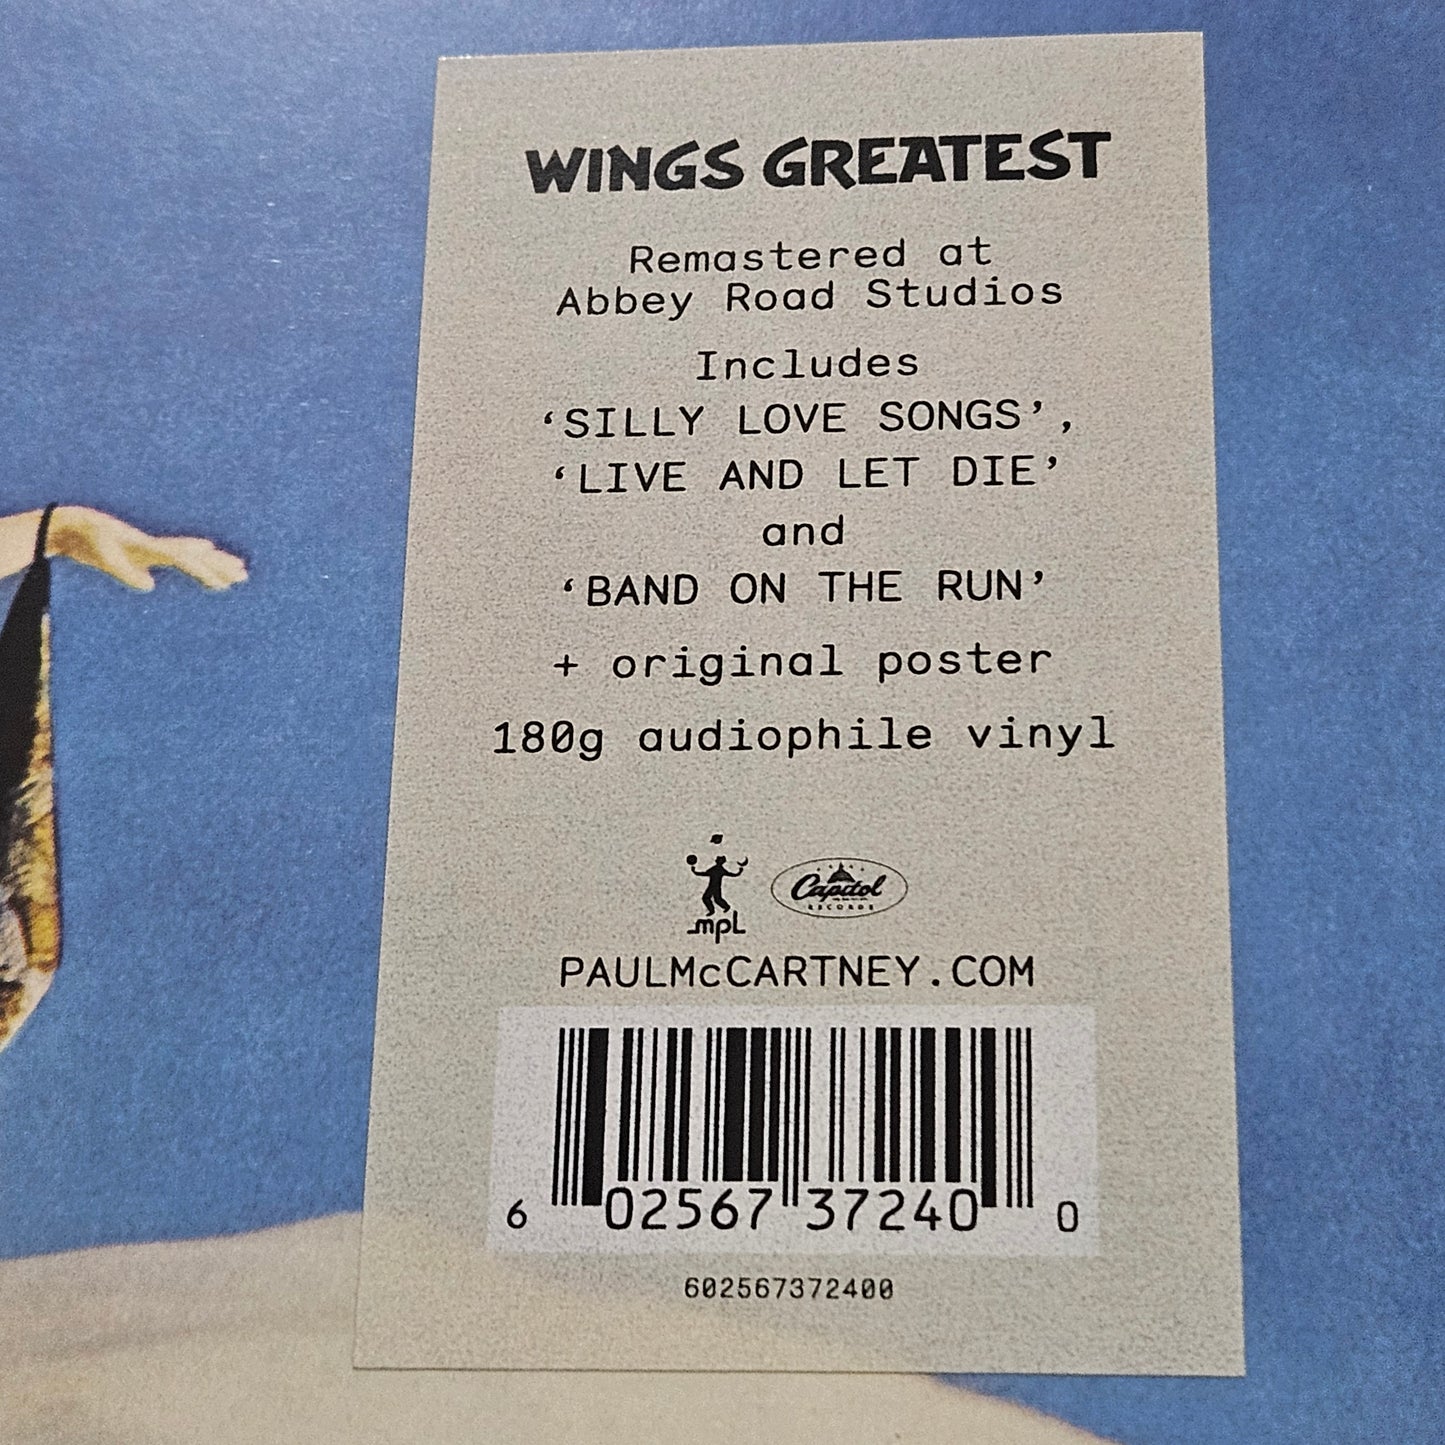 WINGS GREATEST
Remastered at
Abbey Road Studios
Includes
‘SILLY LOVE SONGS’,
‘LIVE AND LET DIE’
and
‘BAND ON THE RUN’
+ original poster
180g audiophile vinyl
mpL
Capitol
RECORDS
PAULMcCARTNEY.COM
6 02567 37240 0
602567372400